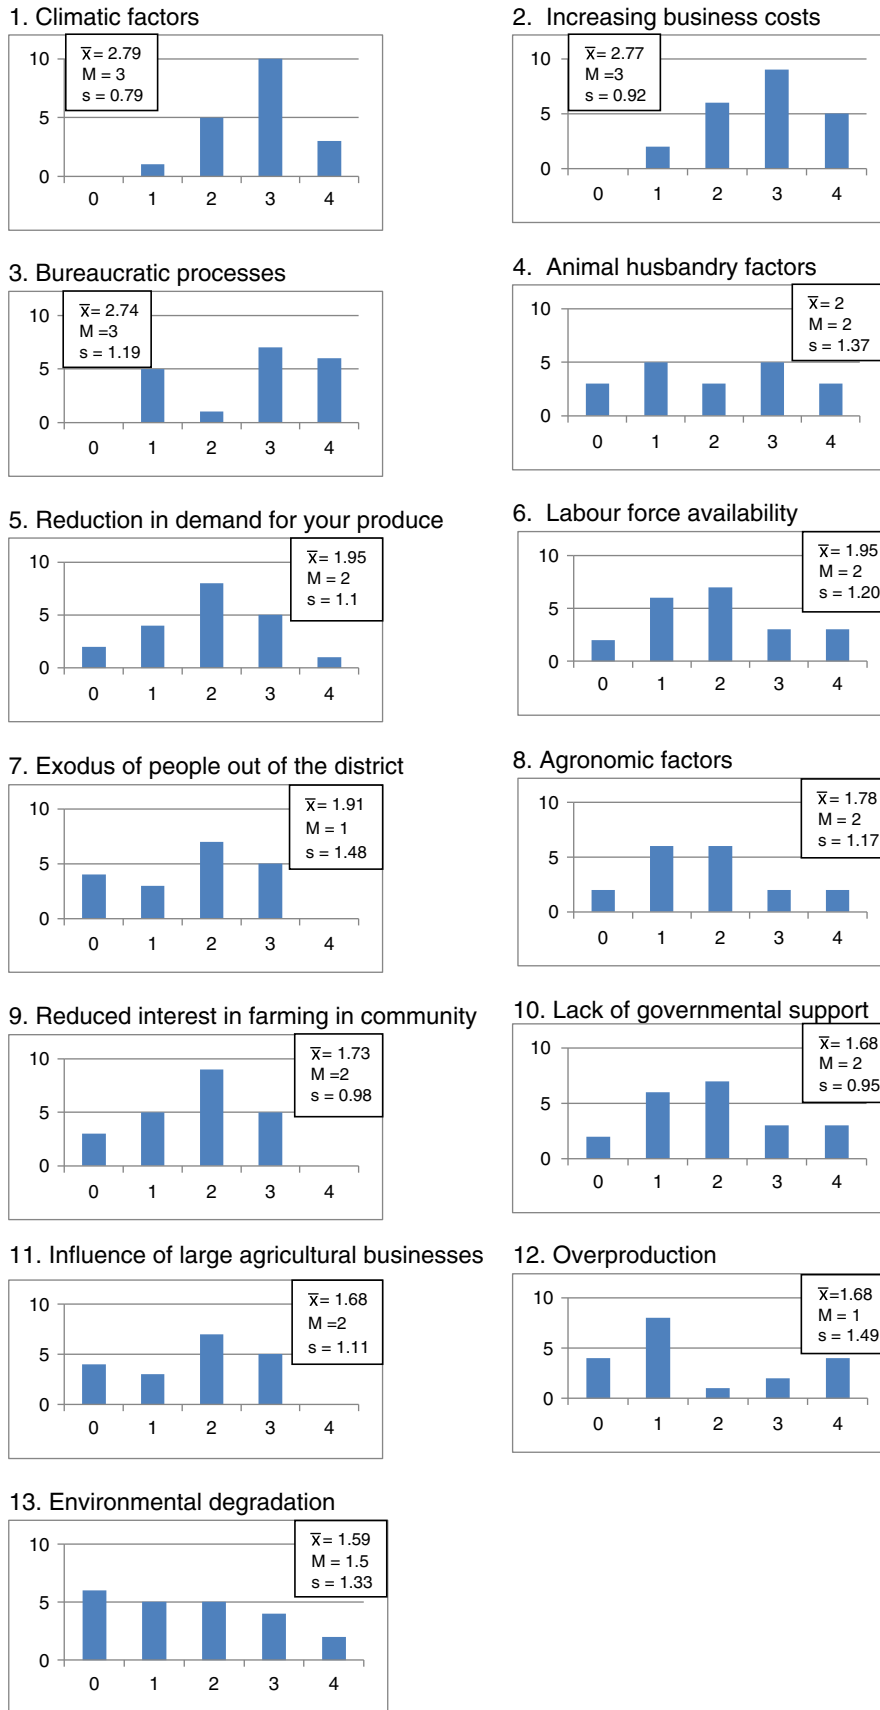 1. Climatic factors
x̅= 2.79
M = 3
s = 0.79
10
5
0
0 1 2 3 4
2. Increasing business costs
x̅= 2.77
M =3
s = 0.92
10
5
0
0 1 2 3 4
3. Bureaucratic processes
x̅= 2.74
M =3
s = 1.19
10
5
0
0 1 2 3 4
4. Animal husbandry factors
x̅= 2
M = 2
s = 1.37
10
5
0
0 1 2 3 4
5. Reduction in demand for your produce
x̅= 1.95
M = 2
s = 1.1
10
5
0
0 1 2 3 4
6. Labour force availability
x̅= 1.95
M = 2
s = 1.20
10
5
0
0 1 2 3 4
7. Exodus of people out of the district
x̅= 1.91
M = 1
s = 1.48
10
5
0
0 1 2 3 4
8. Agronomic factors
x̅= 1.78
M = 2
s = 1.17
10
5
0
0 1 2 3 4
9. Reduced interest in farming in community
x̅= 1.73
M =2
s = 0.98
10
5
0
0 1 2 3 4
10. Lack of governmental support
x̅= 1.68
M = 2
s = 0.95
10
5
0
0 1 2 3 4
11. Influence of large agricultural businesses
x̅= 1.68
M =2
s = 1.11
10
5
0
0 1 2 3 4
12. Overproduction
x̅=1.68
M = 1
s = 1.49
10
5
0
0 1 2 3 4
13. Environmental degradation
x̅= 1.59
M = 1.5
s = 1.33
10
5
0
0 1 2 3 4